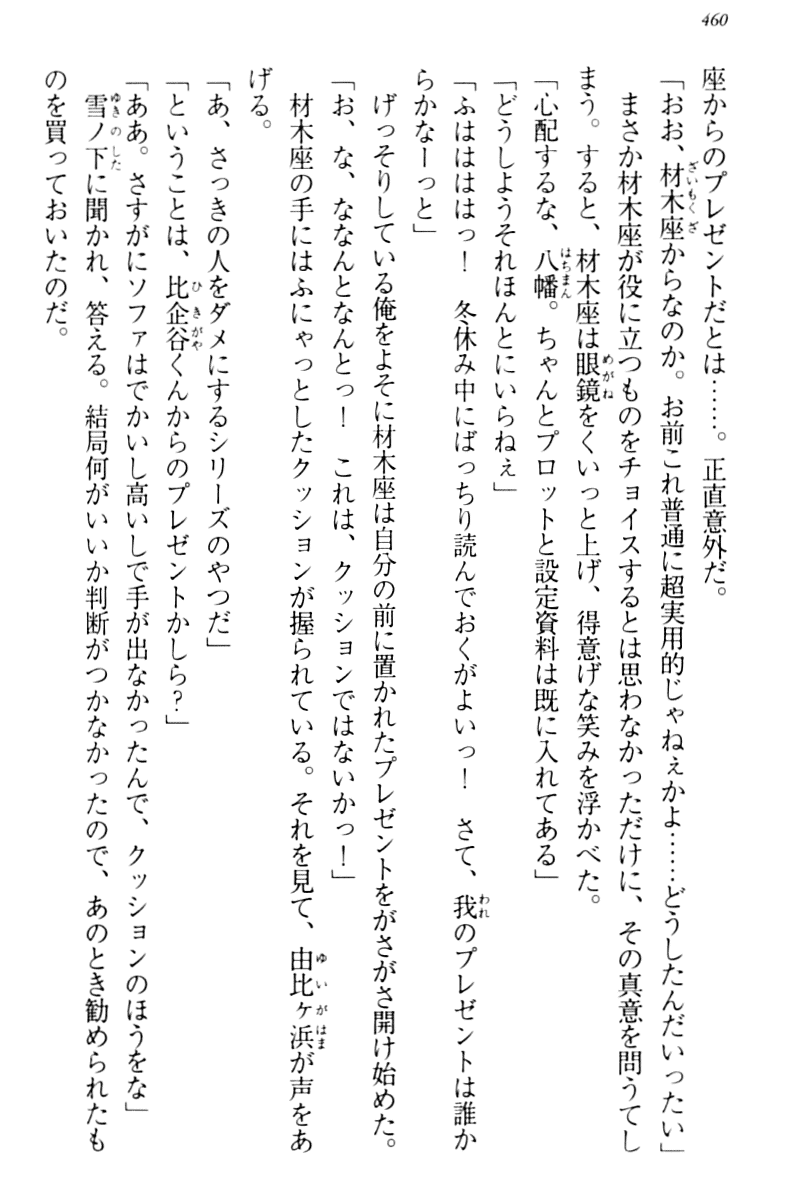 460
座からのプレゼントだとは……。正直意外だ。
「おお、材木座からなのか。お前これ普通に超実用的じゃねぇかよ……どうしたんだいったい」
まさか材木座が役に立つものをチョイスするとは思わなかっただけに、その真意を問うてし
まう。すると、材木座は眼鏡をくいっと上げ、得意げな笑みを浮かべた。
「心配するな、八幡。ちゃんとプロットと設定資料は既に入れてある」
「どうしようそれほんとにいらねぇ」
「ふはははは​っ！　冬休み中にばっちり読んでおくがよいっ！　さて、我のプレゼントは誰か
らかなーっと」
げっそりしている俺をよそに材木座は自分の前に置かれたプレゼントをがさがさ開け始めた。
「お、な、ななんとなんとっ！　これは、クッションではないかっ！」
材木座の手にはふにゃっとしたクッションが握られている。それを見て、由比ヶ浜が声をあ
げる。
「あ、さっきの人をダメにするシリーズのやつだ」
「ということは、比企谷くんからのプレゼントかしら？」
「ああ。さすがにソファはでかいし高いしで手が出なかったんで、クッションのほうをな」
雪ノ下に聞かれ、答える。結局何がいいか判断がつかなかったので、あのとき勧められたも
のを買っておいたのだ。